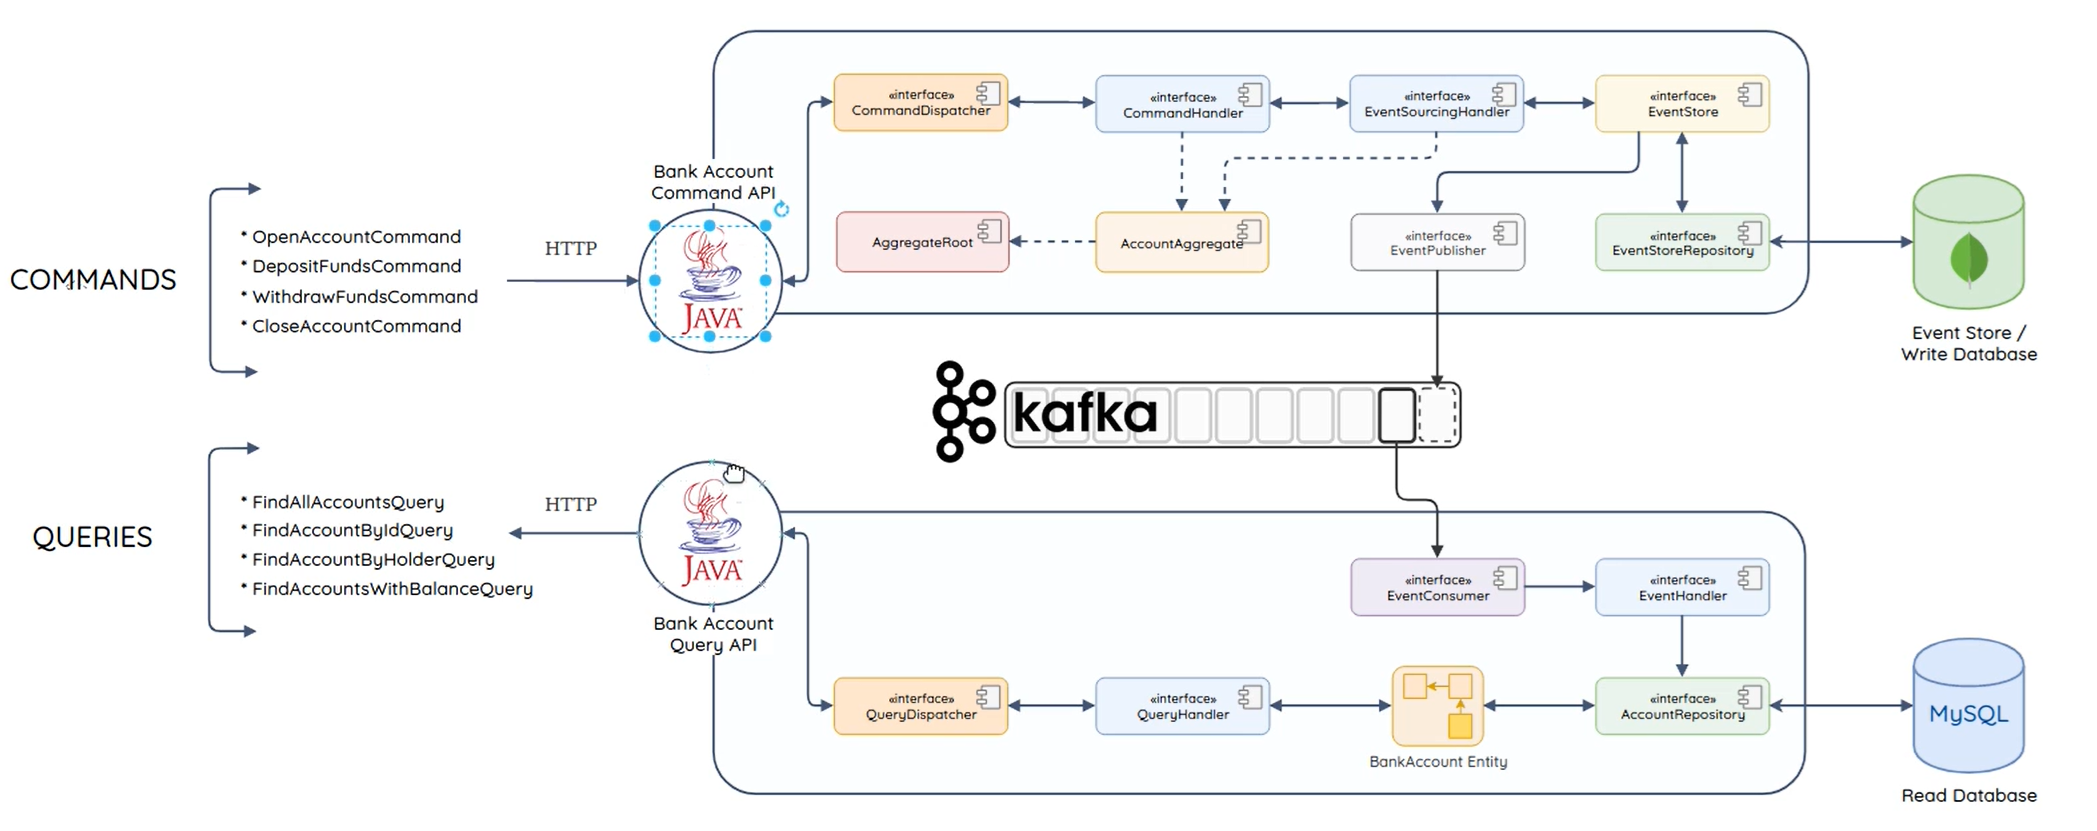 «interface»
CommandDispatcher
«interface»
CommandHandler
«interface»
EventSourcingHandler
«interface»
EventStore
Bank Account
Command API
COMMANDS
* OpenAccountCommand
* DepositFundsCommand
* WithdrawFundsCommand
* CloseAccountCommand
HTTP
JAVA™
AggregateRoot
AccountAggregate
«interface»
EventPublisher
«interface»
EventStoreRepository
Event Store /
Write Database
kafka
QUERIES
* FindAllAccountsQuery
* FindAccountByIdQuery
* FindAccountByHolderQuery
* FindAccountsWithBalanceQuery
HTTP
JAVA™
Bank Account
Query API
«interface»
EventConsumer
«interface»
EventHandler
«interface»
QueryDispatcher
«interface»
QueryHandler
BankAccount Entity
«interface»
AccountRepository
MySQL
Read Database